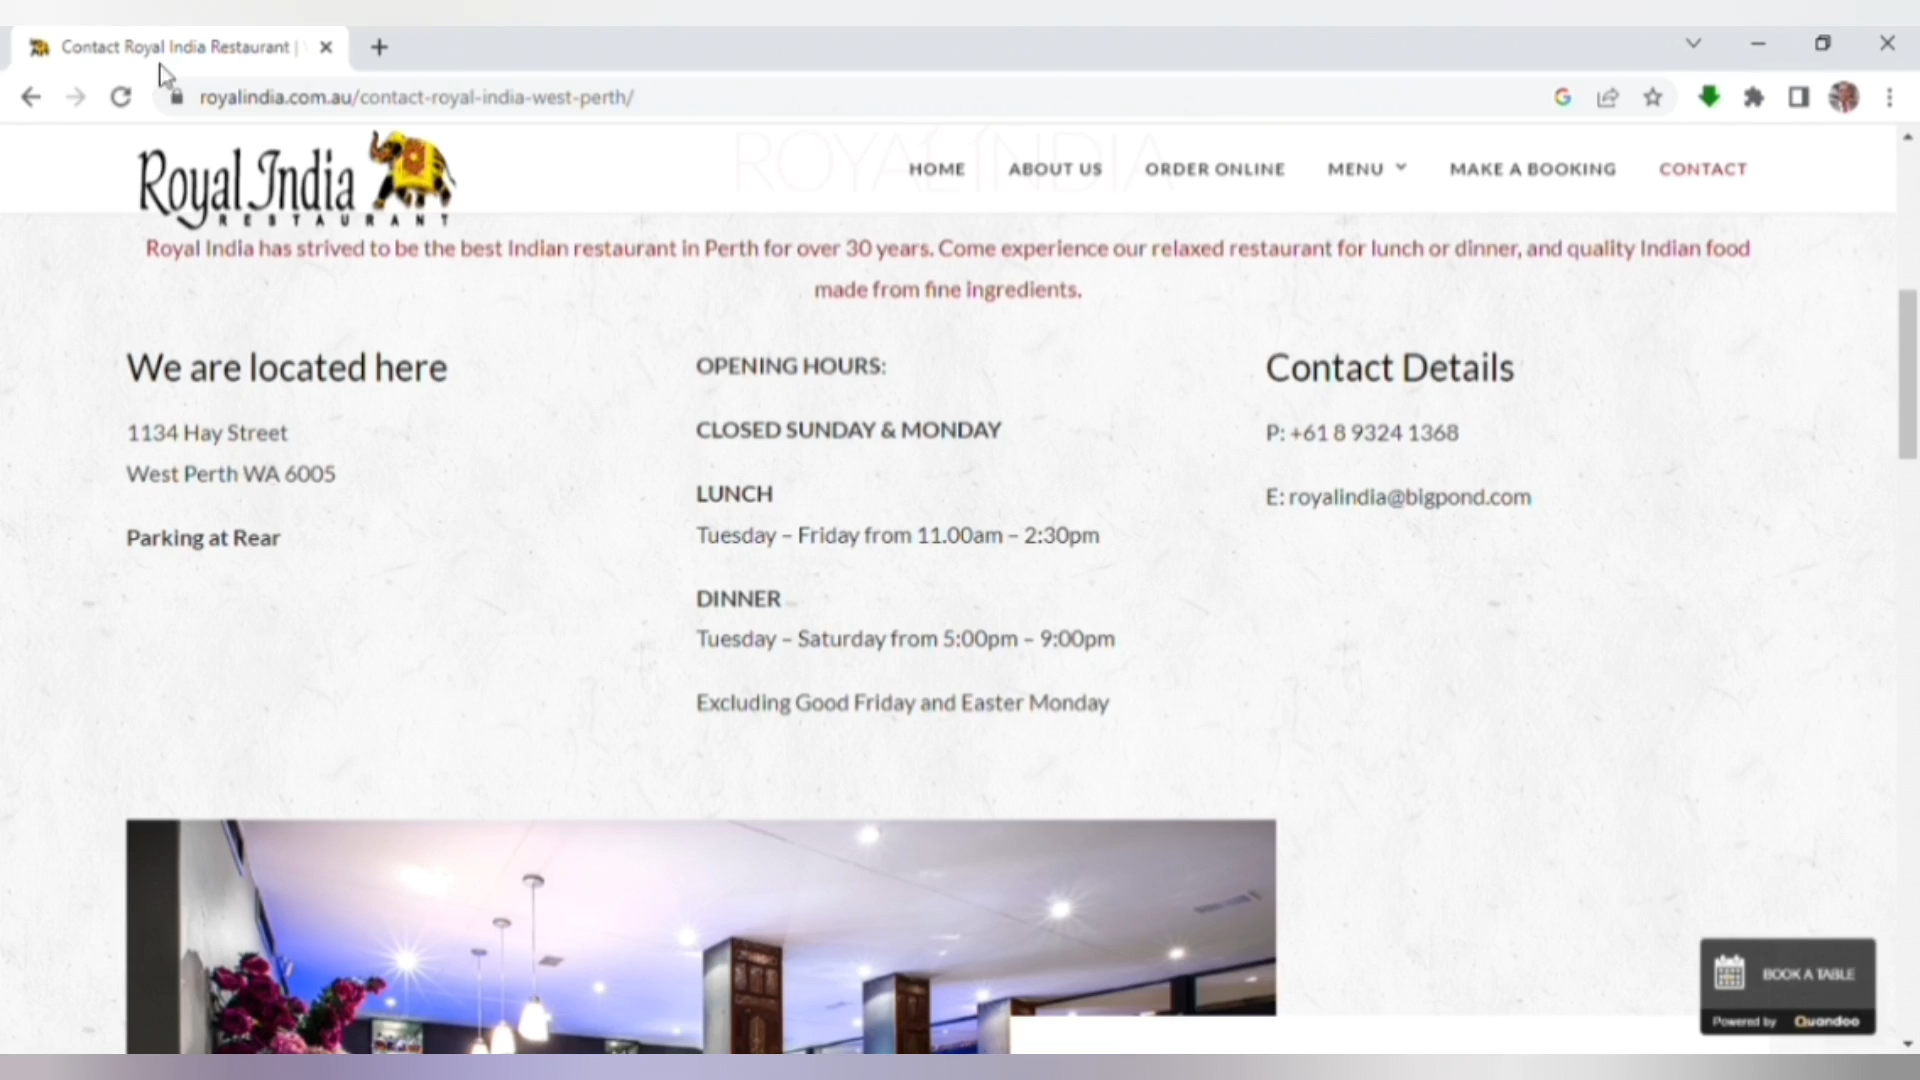 Contact Royal India Restaurant |
royalindia.com.au/contact-royal-india-west-perth/
ROYAL INDIA
Royal India
RESTAURANT
HOME
ABOUT US
ORDER ONLINE
MENU
MAKE A BOOKING
CONTACT
Royal India has strived to be the best Indian restaurant in Perth for over 30 years. Come experience our relaxed restaurant for lunch or dinner, and quality Indian food
made from fine ingredients.
We are located here
1134 Hay Street
West Perth WA 6005
Parking at Rear
OPENING HOURS:
CLOSED SUNDAY & MONDAY
LUNCH
Tuesday – Friday from 11.00am – 2:30pm
DINNER
Tuesday – Saturday from 5:00pm – 9:00pm
Excluding Good Friday and Easter Monday
Contact Details
P: +61 8 9324 1368
E: royalindia@bigpond.com
BOOK A TABLE
Powered by Quandoo